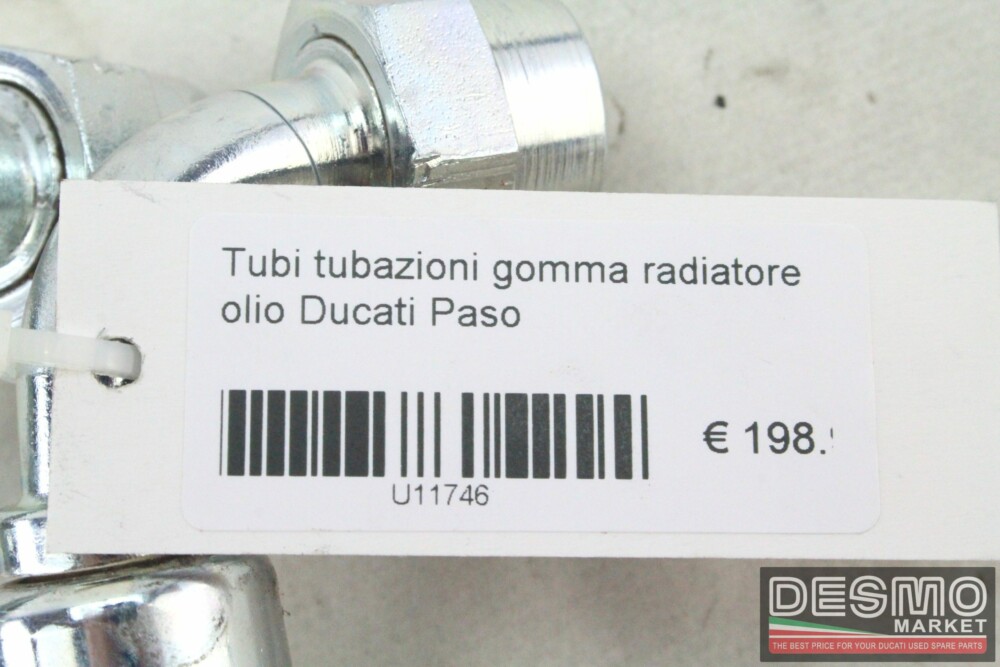 Tubi tubazioni gomma radiatore
olio Ducati Paso
€ 198.
U11746
DESMO
MARKET
THE BEST PRICE FOR YOUR DUCATI USED SPARE PARTS